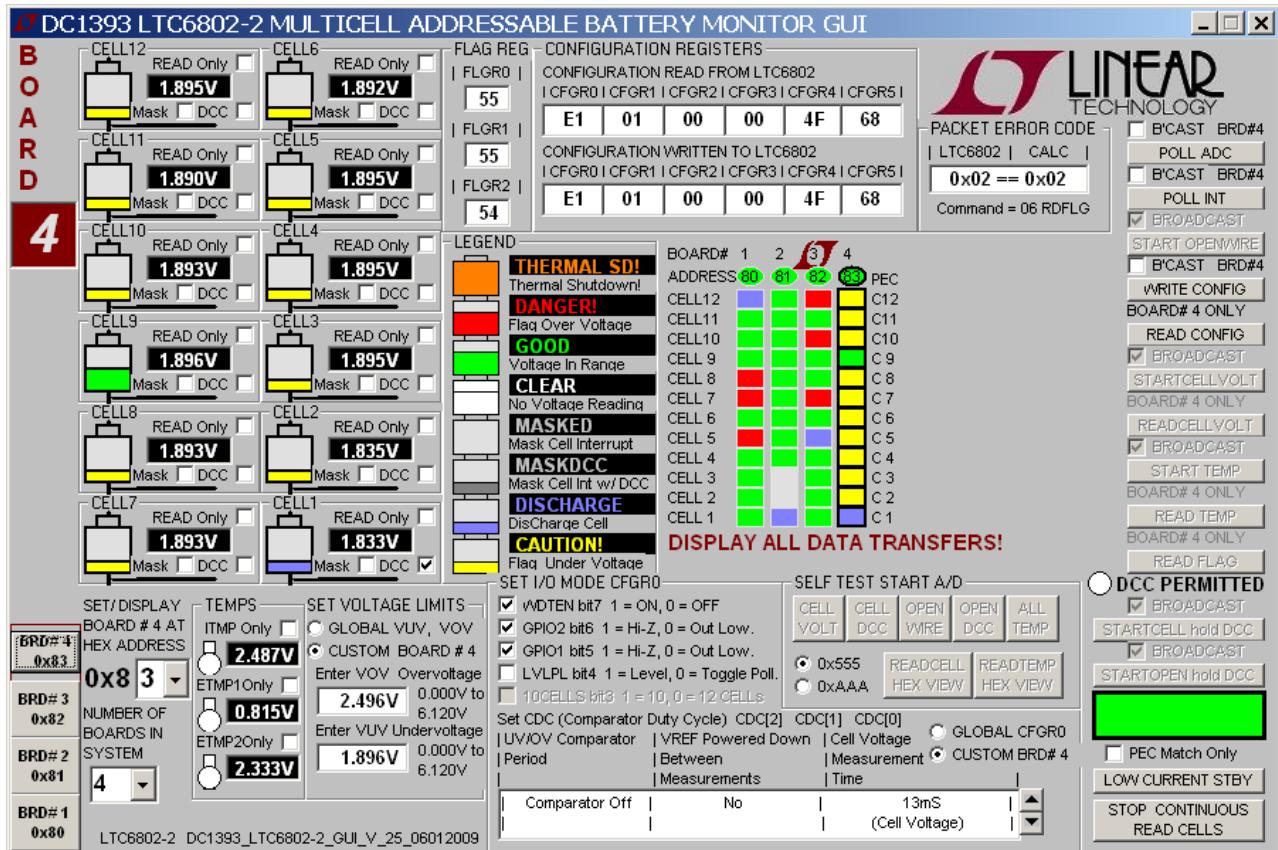 DC1393 LTC6802-2 MULTICELL ADDRESSABLE BATTERY MONITOR GUI
BOARD
4
CELL12
READ Only
1.895V
Mask DCC
CELL6
READ Only
1.892V
Mask DCC
CELL11
READ Only
1.890V
Mask DCC
CELL5
READ Only
1.895V
Mask DCC
CELL10
READ Only
1.893V
Mask DCC
CELL4
READ Only
1.895V
Mask DCC
CELL9
READ Only
1.896V
Mask DCC
CELL3
READ Only
1.895V
Mask DCC
CELL8
READ Only
1.893V
Mask DCC
CELL2
READ Only
1.835V
Mask DCC
CELL7
READ Only
1.893V
Mask DCC
CELL1
READ Only
1.833V
Mask DCC
FLAG REG
| FLGR0 |
55
| FLGR1 |
55
| FLGR2 |
54
CONFIGURATION REGISTERS
CONFIGURATION READ FROM LTC6802
| CFGR0 | CFGR1 | CFGR2 | CFGR3 | CFGR4 | CFGR5 |
E1 01 00 00 4F 68
CONFIGURATION WRITTEN TO LTC6802
| CFGR0 | CFGR1 | CFGR2 | CFGR3 | CFGR4 | CFGR5 |
E1 01 00 00 4F 68
LINEAR
TECHNOLOGY
PACKET ERROR CODE
| LTC6802 | CALC |
0x02 == 0x02
Command = 06 RDFLG
B'CAST BRD#4
POLL ADC
B'CAST BRD#4
POLL INT
BROADCAST
START OPENWIRE
B'CAST BRD#4
WRITE CONFIG
BOARD# 4 ONLY
READ CONFIG
BROADCAST
STARTCELLVOLT
BOARD# 4 ONLY
READCELLVOLT
BROADCAST
START TEMP
BOARD# 4 ONLY
READ TEMP
BOARD# 4 ONLY
READ FLAG
LEGEND
THERMAL SD!
Thermal Shutdown!
DANGER!
Flag Over Voltage
GOOD
Voltage In Range
CLEAR
No Voltage Reading
MASKED
Mask Cell Interrupt
MASKDCC
Mask Cell Int w/ DCC
DISCHARGE
DisCharge Cell
CAUTION!
Flag Under Voltage
BOARD# 1 2 3 4
ADDRESS 80 81 82 83 PEC
CELL12 C12
CELL11 C11
CELL10 C10
CELL 9 C 9
CELL 8 C 8
CELL 7 C 7
CELL 6 C 6
CELL 5 C 5
CELL 4 C 4
CELL 3 C 3
CELL 2 C 2
CELL 1 C 1
DISPLAY ALL DATA TRANSFERS!
BRD# 4
0x83
BRD# 3
0x82
BRD# 2
0x81
BRD# 1
0x80
SET/DISPLAY
BOARD # 4 AT
HEX ADDRESS
0x8 3
NUMBER OF
BOARDS IN
SYSTEM
4
TEMPS
ITMP Only
2.487V
ETMP1Only
0.815V
ETMP2Only
2.333V
SET VOLTAGE LIMITS
GLOBAL VUV, VOV
CUSTOM BOARD # 4
Enter VOV Overvoltage
2.496V 0.000V to
6.120V
Enter VUV Undervoltage
1.896V 0.000V to
6.120V
LTC6802-2 DC1393_LTC6802-2_GUI_V_25_06012009
SET I/O MODE CFGR0
WDTEN bit7 1 = ON, 0 = OFF
GPIO2 bit6 1 = Hi-Z, 0 = Out Low.
GPIO1 bit5 1 = Hi-Z, 0 = Out Low.
LVLPL bit4 1 = Level, 0 = Toggle Poll.
10CELLS bit3 1 = 10, 0 = 12 CELLs
SELF TEST START A/D
CELL VOLT
CELL DCC
OPEN WIRE
OPEN DCC
ALL TEMP
0x555
0xAAA
READCELL HEX VIEW
READTEMP HEX VIEW
Set CDC (Comparator Duty Cycle) CDC[2] CDC[1] CDC[0]
| UV/OV Comparator | VREF Powered Down | Cell Voltage
| Period | Between | Measurement
| | Measurements | Time |
GLOBAL CFGR0
CUSTOM BRD# 4
| Comparator Off | No | 13mS |
| | | (Cell Voltage) |
DCC PERMITTED
BROADCAST
STARTCELL hold DCC
BROADCAST
STARTOPEN hold DCC
PEC Match Only
LOW CURRENT STBY
STOP CONTINUOUS
READ CELLS